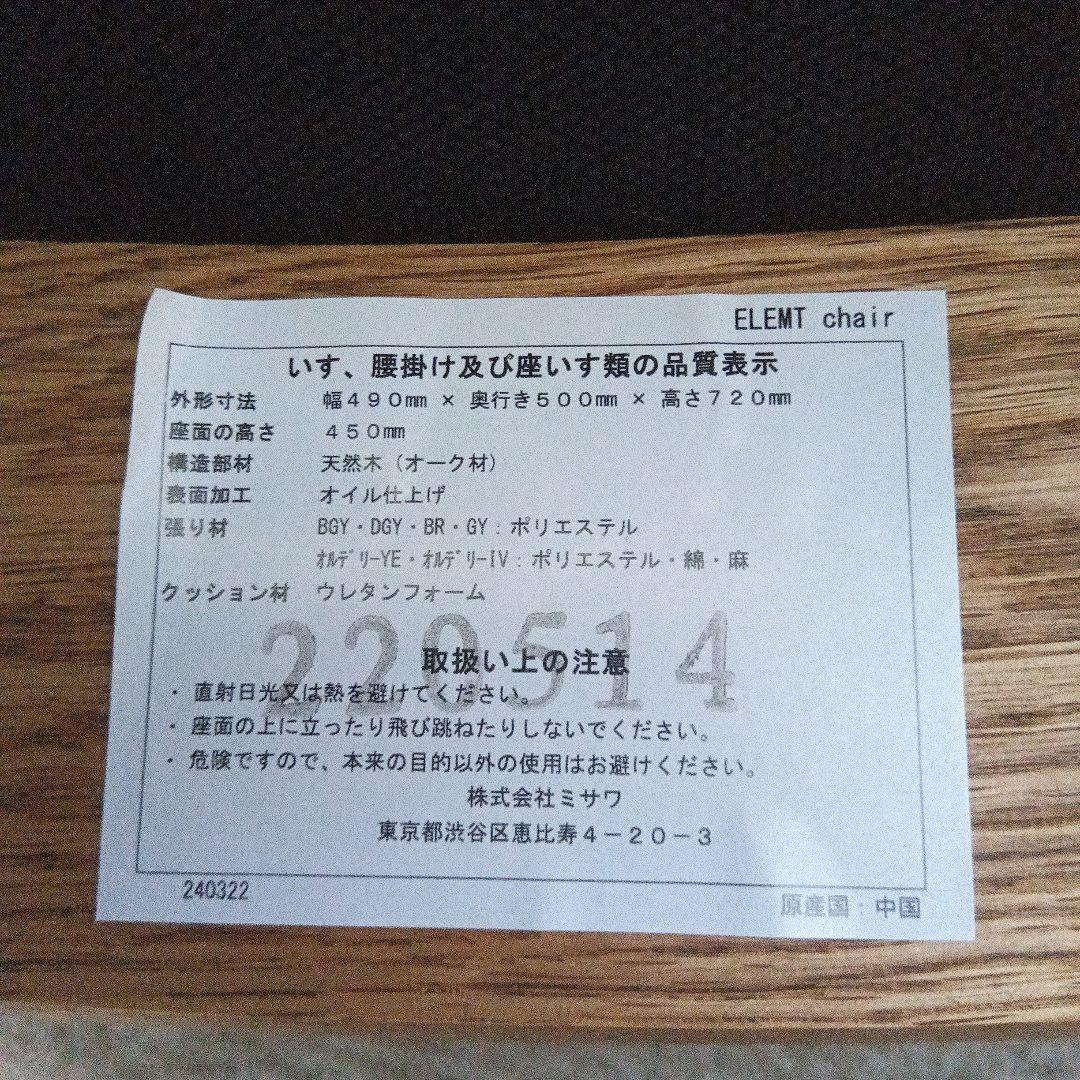 ELEMT chair
いす、腰掛け及び座いす類の品質表示
外形寸法 幅４９０㎜ × 奥行き５００㎜ × 高さ７２０㎜
座面の高さ ４５０㎜
構造部材 天然木（オーク材）
表面加工 オイル仕上げ
張り材 BGY・DGY・BR・GY：ポリエステル
ｵﾙﾃﾞﾘｰYE・ｵﾙﾃﾞﾘｰIV：ポリエステル・綿・麻
クッション材 ウレタンフォーム
220514
取扱い上の注意
・ 直射日光又は熱を避けてください。
・ 座面の上に立ったり飛び跳ねたりしないでください。
・ 危険ですので、本来の目的以外の使用はお避けください。
株式会社ミサワ
東京都渋谷区恵比寿４－２０－３
240322
原産国：中国